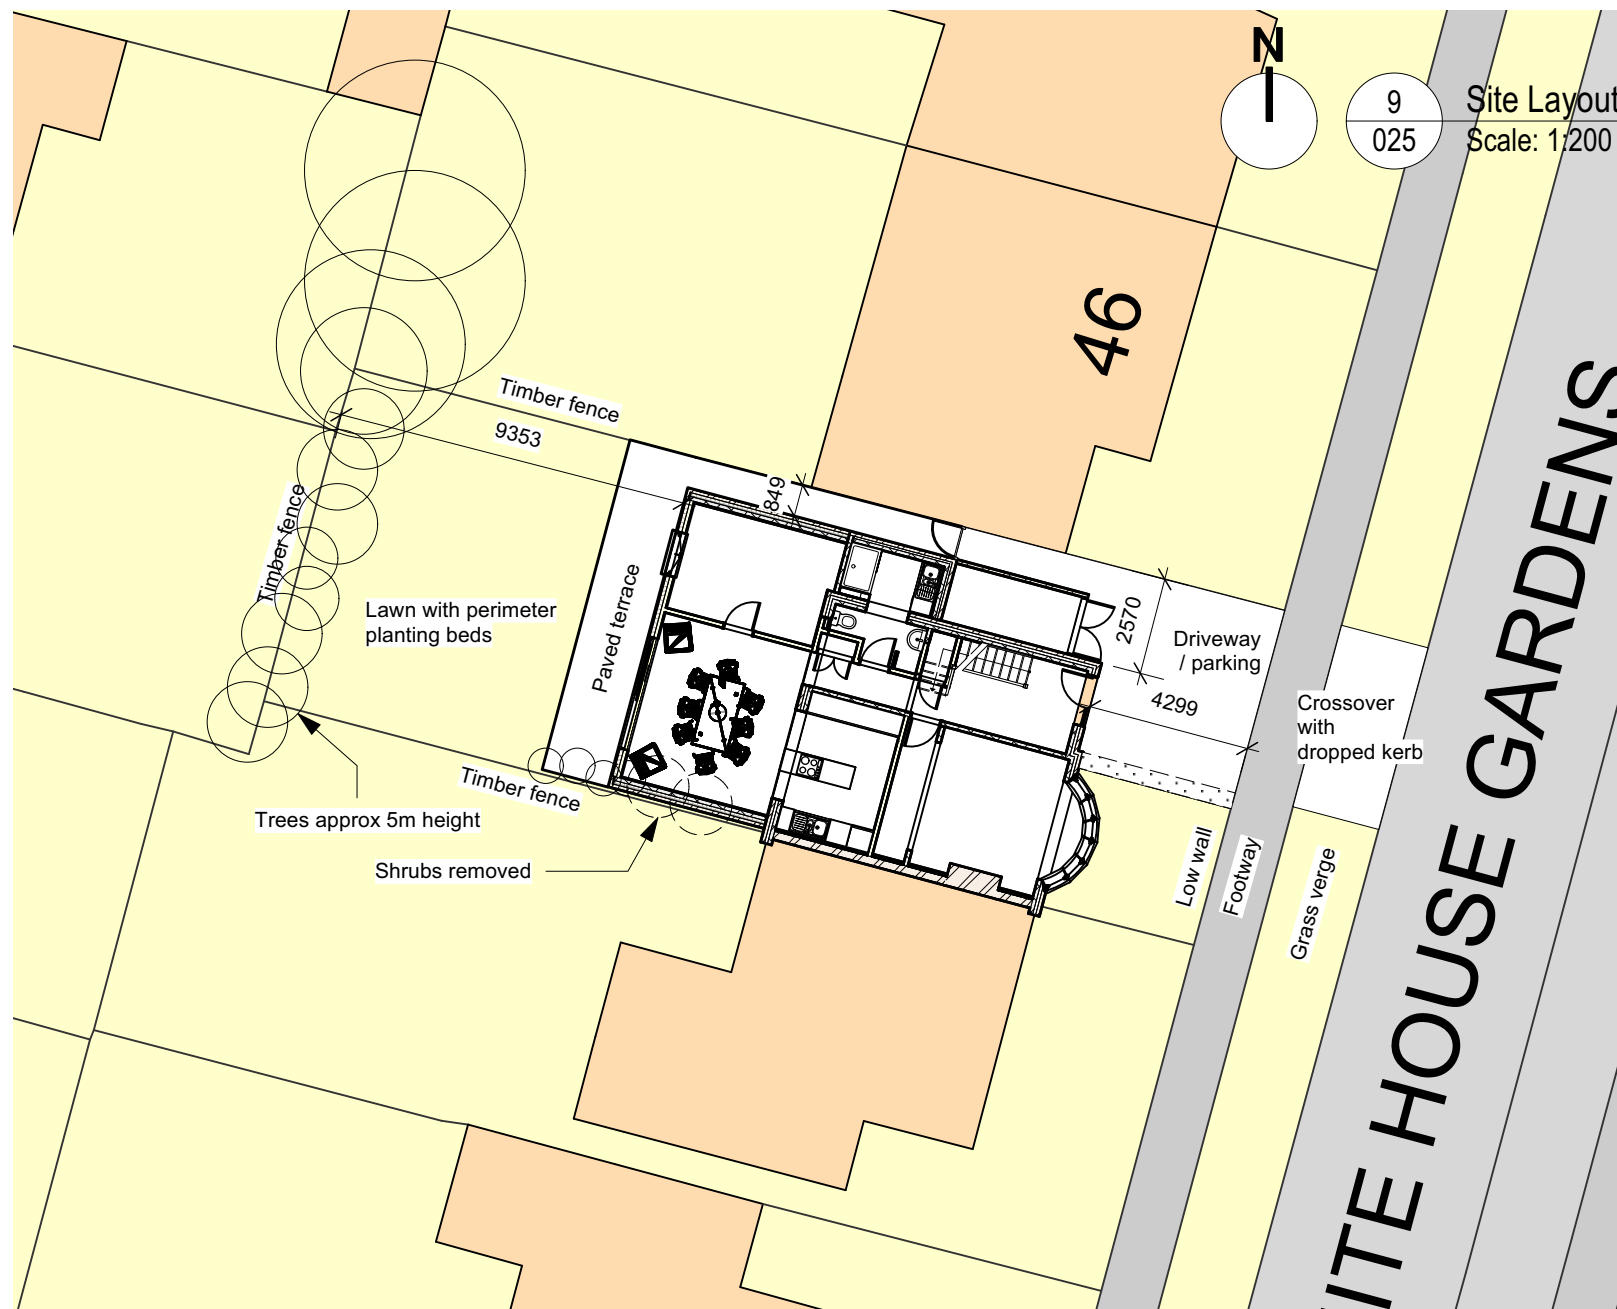 N
9
025
Site Layout
Scale: 1:200
46
Timber fence
9353
849
Timber fence
Lawn with perimeter
planting beds
Paved terrace
2570
Driveway
/ parking
4299
Crossover
with
dropped kerb
Timber fence
Trees approx 5m height
Shrubs removed
Low wall
Footway
Grass verge
ITE HOUSE GARDENS